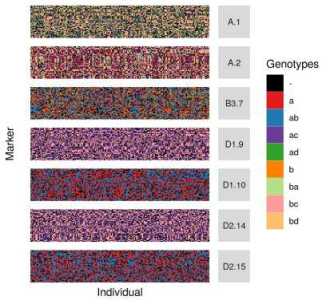 A.1
A.2
B3.7
D1.9
D1.10
D2.14
D2.15
Marker
Individual
Genotypes
-
a
ab
ac
ad
b
ba
bc
bd